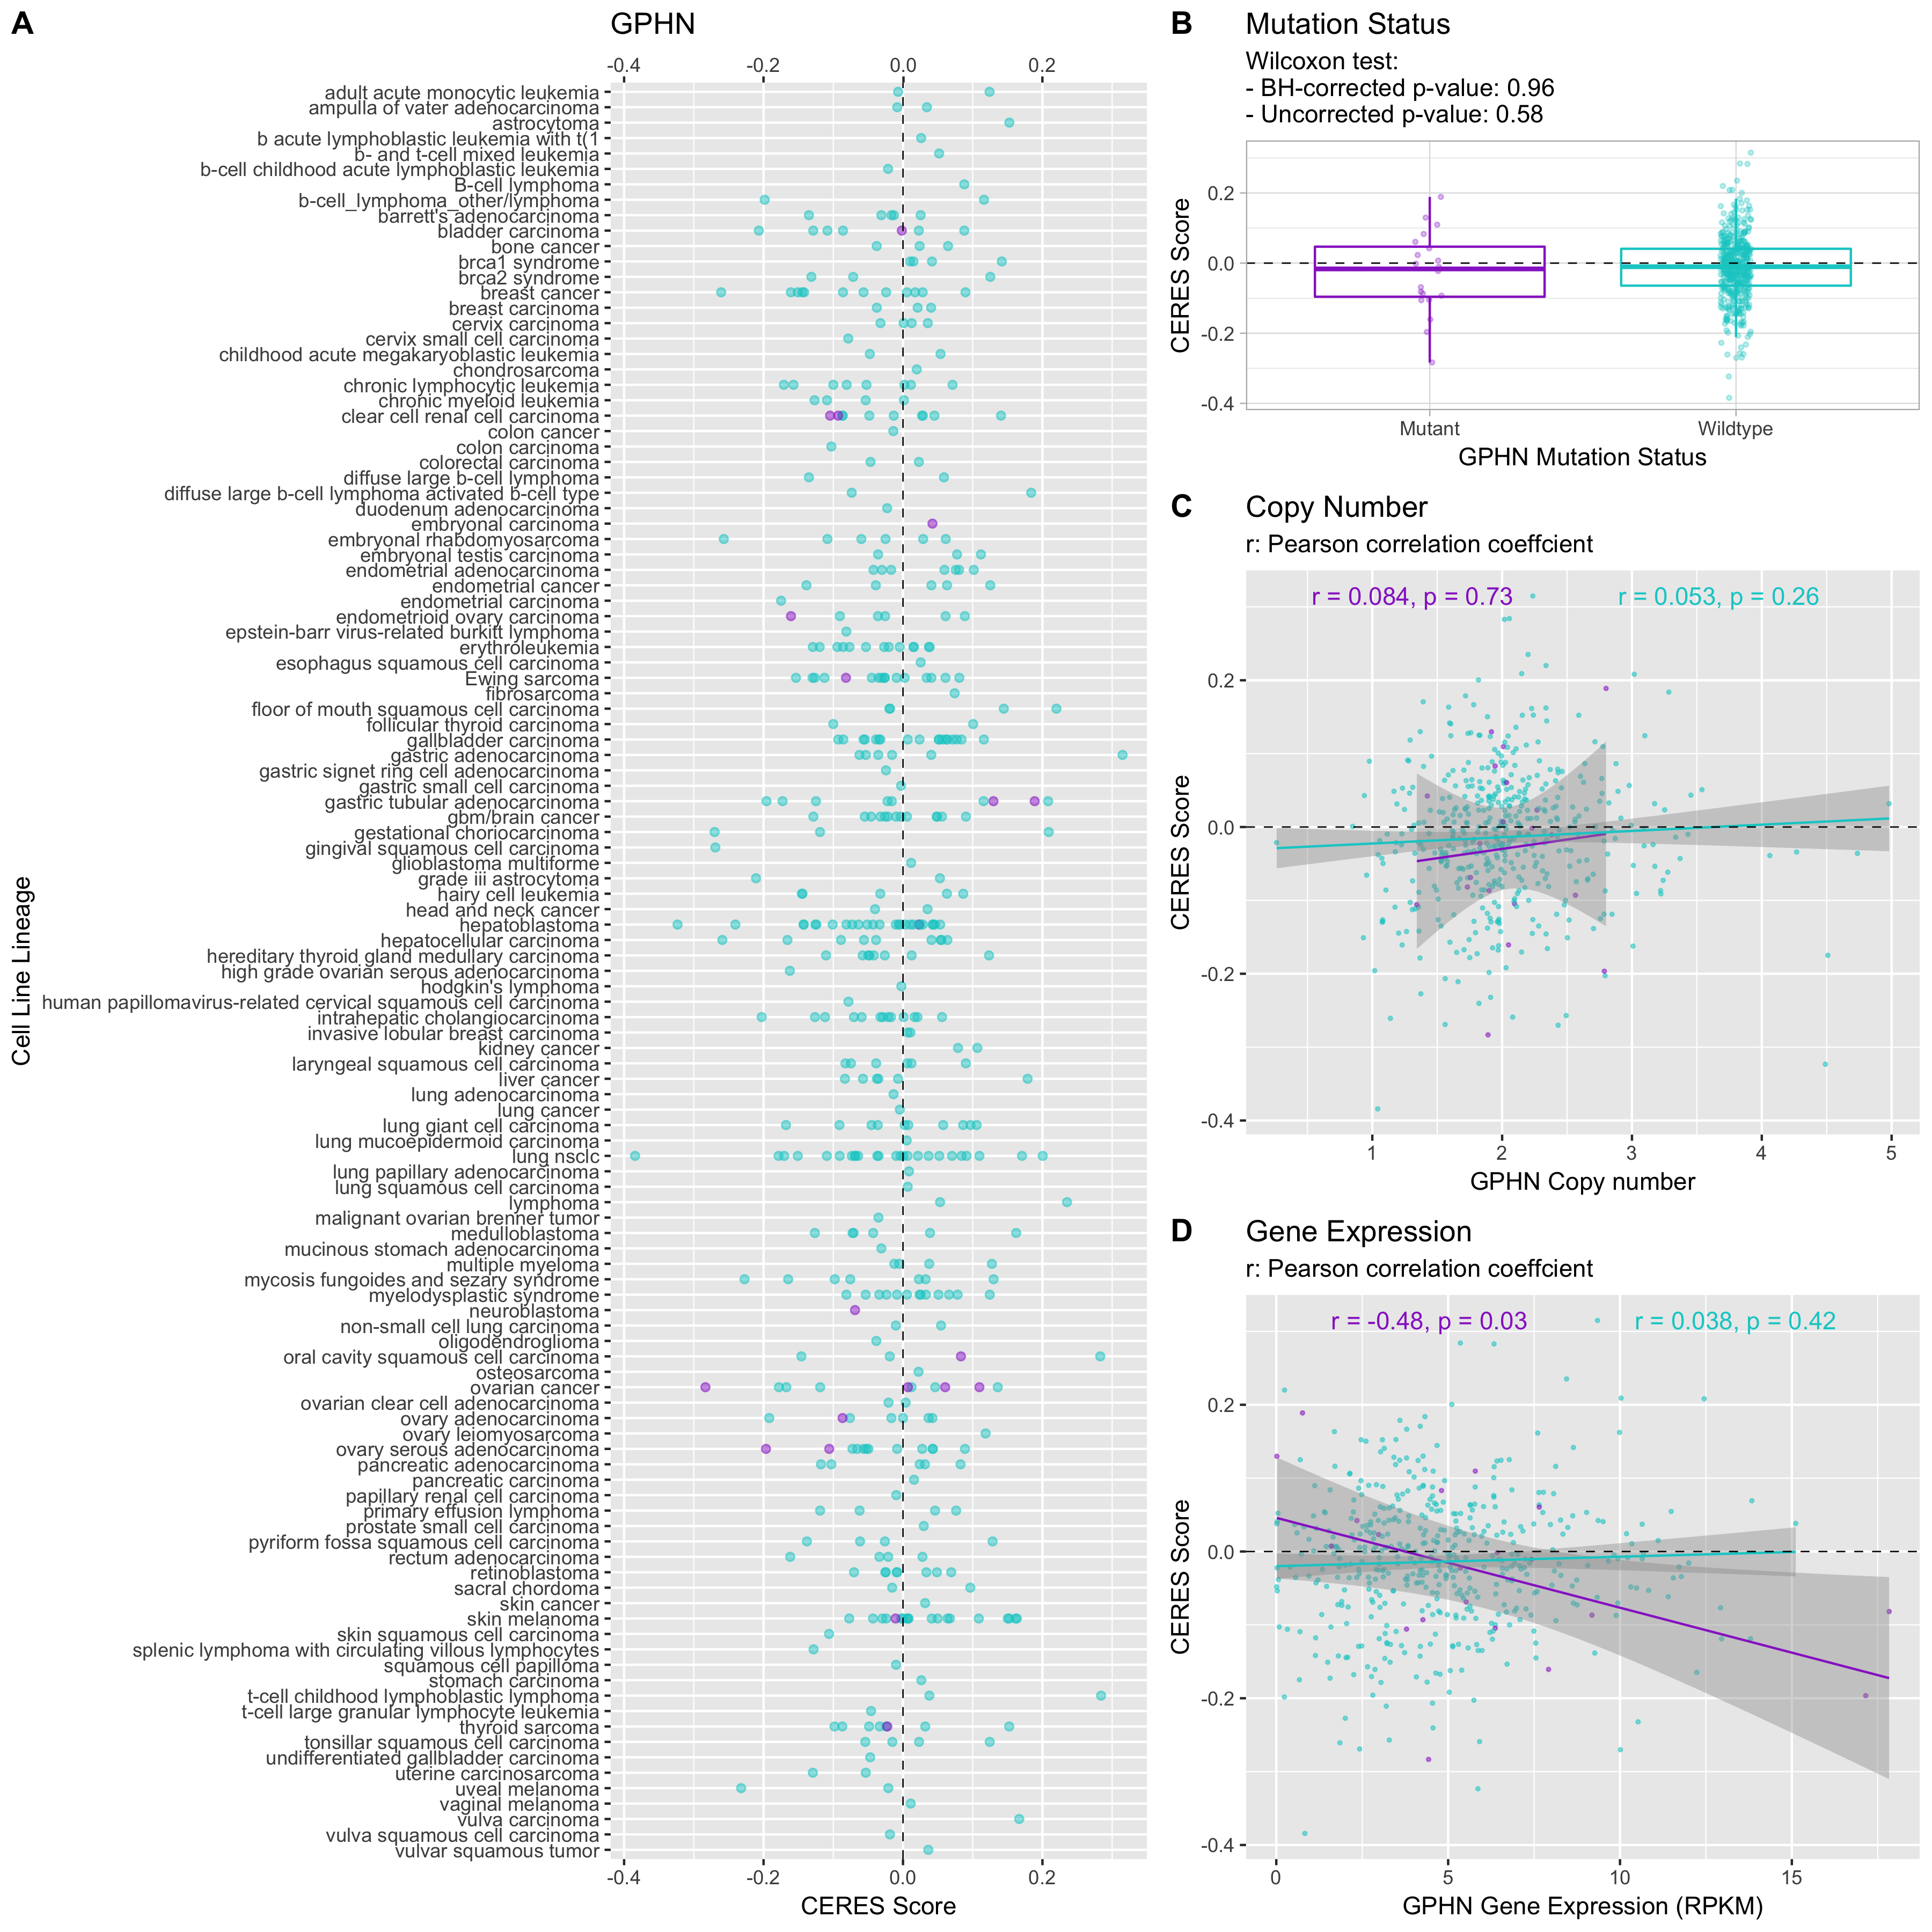 A
GPHN
-0.4 -0.2 0.0 0.2
adult acute monocytic leukemia
ampulla of vater adenocarcinoma
astrocytoma
b acute lymphoblastic leukemia with t(1
b- and t-cell mixed leukemia
b-cell childhood acute lymphoblastic leukemia
B-cell lymphoma
b-cell_lymphoma_other/lymphoma
barrett's adenocarcinoma
bladder carcinoma
bone cancer
brca1 syndrome
brca2 syndrome
breast cancer
breast carcinoma
cervix carcinoma
cervix small cell carcinoma
childhood acute megakaryoblastic leukemia
chondrosarcoma
chronic lymphocytic leukemia
chronic myeloid leukemia
clear cell renal cell carcinoma
colon cancer
colon carcinoma
colorectal carcinoma
diffuse large b-cell lymphoma
diffuse large b-cell lymphoma activated b-cell type
duodenum adenocarcinoma
embryonal carcinoma
embryonal rhabdomyosarcoma
embryonal testis carcinoma
endometrial adenocarcinoma
endometrial cancer
endometrial carcinoma
endometrioid ovary carcinoma
epstein-barr virus-related burkitt lymphoma
erythroleukemia
esophagus squamous cell carcinoma
Ewing sarcoma
fibrosarcoma
floor of mouth squamous cell carcinoma
follicular thyroid carcinoma
gallbladder carcinoma
gastric adenocarcinoma
gastric signet ring cell adenocarcinoma
gastric small cell carcinoma
gastric tubular adenocarcinoma
gbm/brain cancer
gestational choriocarcinoma
gingival squamous cell carcinoma
glioblastoma multiforme
grade iii astrocytoma
hairy cell leukemia
head and neck cancer
hepatoblastoma
hepatocellular carcinoma
hereditary thyroid gland medullary carcinoma
high grade ovarian serous adenocarcinoma
hodgkin's lymphoma
human papillomavirus-related cervical squamous cell carcinoma
intrahepatic cholangiocarcinoma
invasive lobular breast carcinoma
kidney cancer
laryngeal squamous cell carcinoma
liver cancer
lung adenocarcinoma
lung cancer
lung giant cell carcinoma
lung mucoepidermoid carcinoma
lung nsclc
lung papillary adenocarcinoma
lung squamous cell carcinoma
lymphoma
malignant ovarian brenner tumor
medulloblastoma
mucinous stomach adenocarcinoma
multiple myeloma
mycosis fungoides and sezary syndrome
myelodysplastic syndrome
neuroblastoma
non-small cell lung carcinoma
oligodendroglioma
oral cavity squamous cell carcinoma
osteosarcoma
ovarian cancer
ovarian clear cell adenocarcinoma
ovary adenocarcinoma
ovary leiomyosarcoma
ovary serous adenocarcinoma
pancreatic adenocarcinoma
pancreatic carcinoma
papillary renal cell carcinoma
primary effusion lymphoma
prostate small cell carcinoma
pyriform fossa squamous cell carcinoma
rectum adenocarcinoma
retinoblastoma
sacral chordoma
skin cancer
skin melanoma
skin squamous cell carcinoma
splenic lymphoma with circulating villous lymphocytes
squamous cell papilloma
stomach carcinoma
t-cell childhood lymphoblastic lymphoma
t-cell large granular lymphocyte leukemia
thyroid sarcoma
tonsillar squamous cell carcinoma
undifferentiated gallbladder carcinoma
uterine carcinosarcoma
uveal melanoma
vaginal melanoma
vulva carcinoma
vulva squamous cell carcinoma
vulvar squamous tumor
-0.4 -0.2 0.0 0.2
CERES Score
Cell Line Lineage
B
Mutation Status
Wilcoxon test:
- BH-corrected p-value: 0.96
- Uncorrected p-value: 0.58
0.2
0.0
-0.2
-0.4
CERES Score
Mutant Wildtype
GPHN Mutation Status
C
Copy Number
r: Pearson correlation coeffcient
r = 0.084, p = 0.73 r = 0.053, p = 0.26
0.2
0.0
-0.2
-0.4
CERES Score
1 2 3 4 5
GPHN Copy number
D
Gene Expression
r: Pearson correlation coeffcient
r = -0.48, p = 0.03 r = 0.038, p = 0.42
0.2
0.0
-0.2
-0.4
CERES Score
0 5 10 15
GPHN Gene Expression (RPKM)